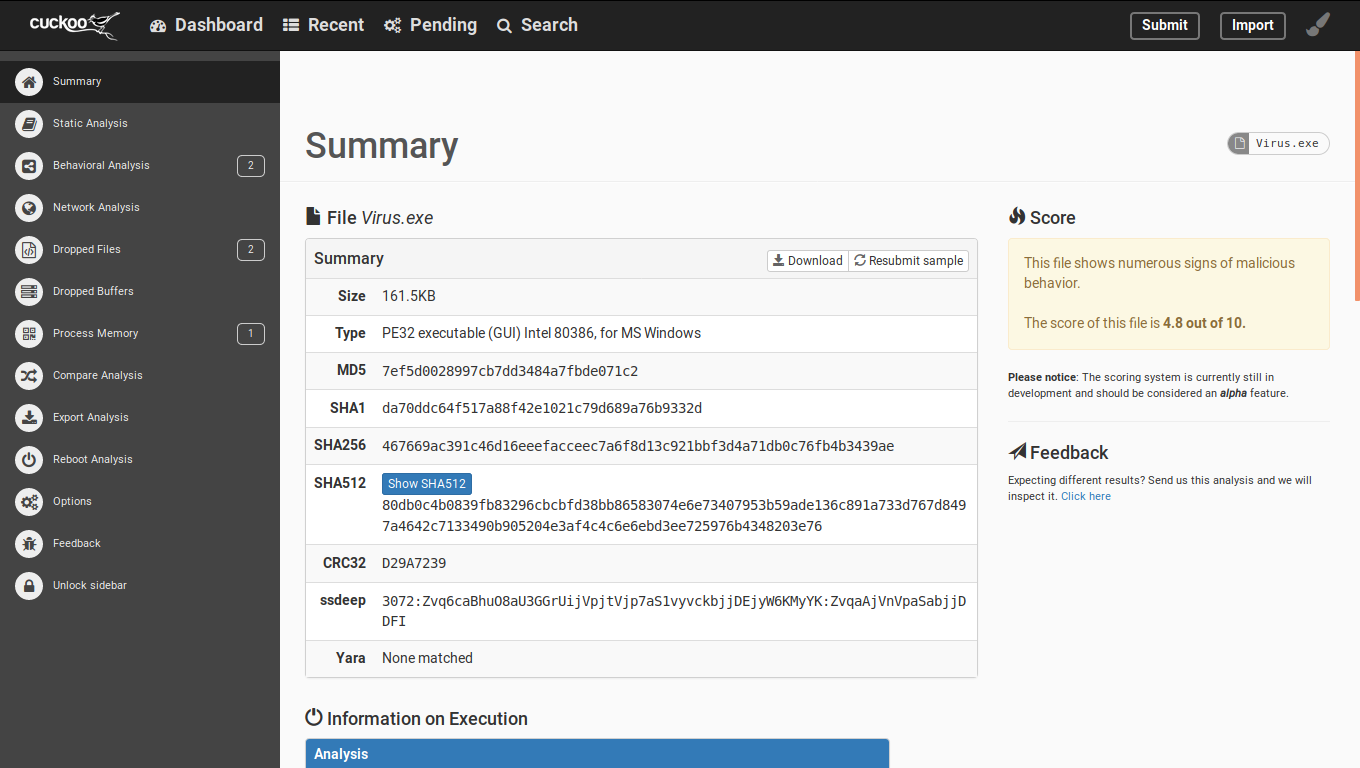 cuckoo Dashboard Recent Pending Search Submit Import
Summary
Static Analysis
Behavioral Analysis 2
Network Analysis
Dropped Files 2
Dropped Buffers
Process Memory 1
Compare Analysis
Export Analysis
Reboot Analysis
Options
Feedback
Unlock sidebar
Summary
Virus.exe
File Virus.exe
Summary Download Resubmit sample
Size 161.5KB
Type PE32 executable (GUI) Intel 80386, for MS Windows
MD5 7ef5d0028997cb7dd3484a7fbde071c2
SHA1 da70ddc64f517a88f42e1021c79d689a76b9332d
SHA256 467669ac391c46d16eeefacceec7a6f8d13c921bbf3d4a71db0c76fb4b3439ae
SHA512 Show SHA512
80db0c4b0839fb83296cbcbfd38bb86583074e6e73407953b59ade136c891a733d767d849
7a4642c7133490b905204e3af4c4c6e6ebd3ee725976b4348203e76
CRC32 D29A7239
ssdeep 3072:Zvq6caBhuO8aU3GGrUijVpjtVjp7aS1vyvckbjjDEjyW6KMyYK:ZvqaAjVnVpaSabjjD
DFI
Yara None matched
Information on Execution
Analysis
Score
This file shows numerous signs of malicious
behavior.
The score of this file is 4.8 out of 10.
Please notice: The scoring system is currently still in
development and should be considered an alpha feature.
Feedback
Expecting different results? Send us this analysis and we will
inspect it. Click here